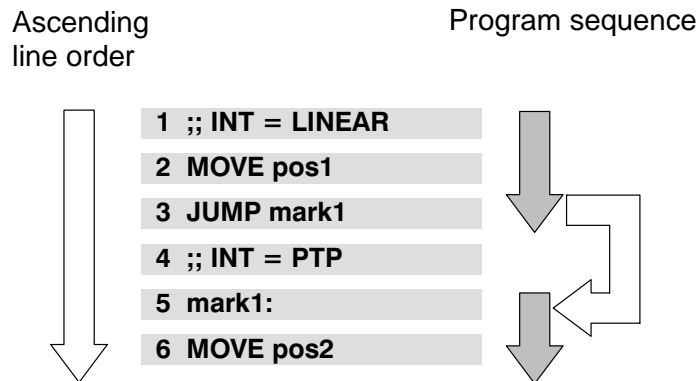 Ascending
line order
Program sequence
1 ;; INT = LINEAR
2 MOVE pos1
3 JUMP mark1
4 ;; INT = PTP
5 mark1:
6 MOVE pos2